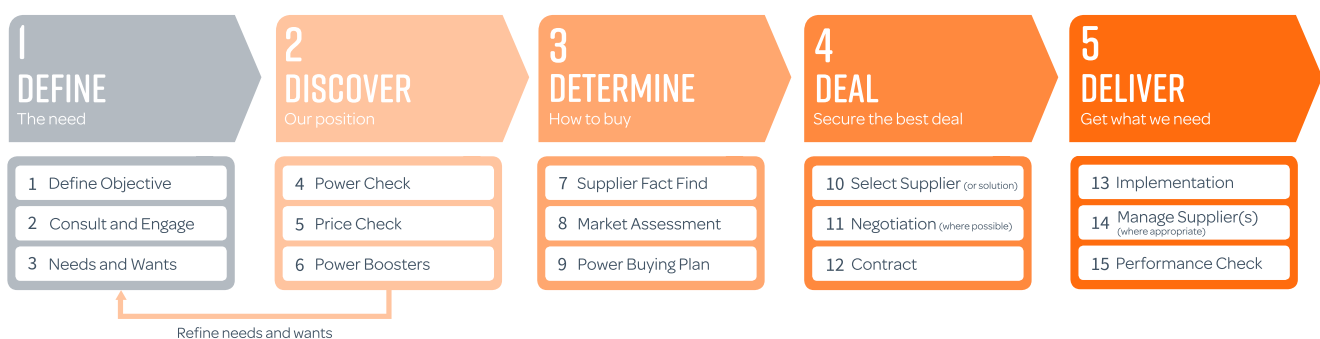 1
DEFINE
The need
2
DISCOVER
Our position
3
DETERMINE
How to buy
4
DEAL
Secure the best deal
5
DELIVER
Get what we need
1 Define Objective
2 Consult and Engage
3 Needs and Wants
4 Power Check
5 Price Check
6 Power Boosters
7 Supplier Fact Find
8 Market Assessment
9 Power Buying Plan
10 Select Supplier (or solution)
11 Negotiation (where possible)
12 Contract
13 Implementation
14 Manage Supplier(s)
(where appropriate)
15 Performance Check
Refine needs and wants